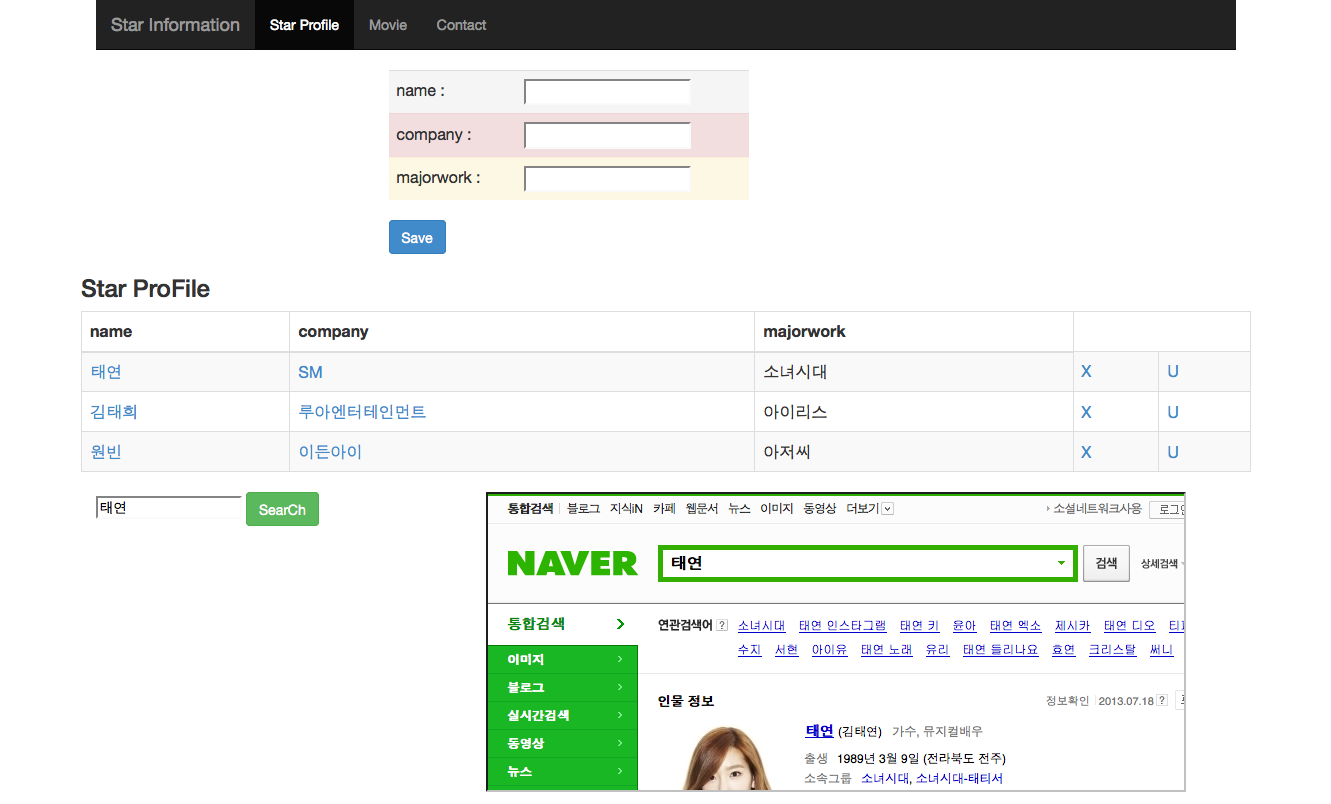 Star Information Star Profile Movie Contact
name :
company :
majorwork :
Save
Star ProFile
name company majorwork
태연 SM 소녀시대 X U
김태희 루아엔터테인먼트 아이리스 X U
원빈 이든아이 아저씨 X U
태연 SearCh
통합검색 블로그 지식iN 카페 웹문서 뉴스 이미지 동영상 더보기 소셜네트워크사용
NAVER 태연 검색 상세검색
통합검색
이미지
블로그
실시간검색
동영상
뉴스
연관검색어 ? 소녀시대 태연 인스타그램 태연 키 윤아 태연 엑소 제시카 태연 디오
수지 서현 아이유 태연 노래 유리 태연 들리나요 효연 크리스탈 써니
인물 정보 정보확인 2013.07.18 ?
태연 (김태연) 가수, 뮤지컬배우
출생 1989년 3월 9일 (전라북도 전주)
소속그룹 소녀시대, 소녀시대-태티서